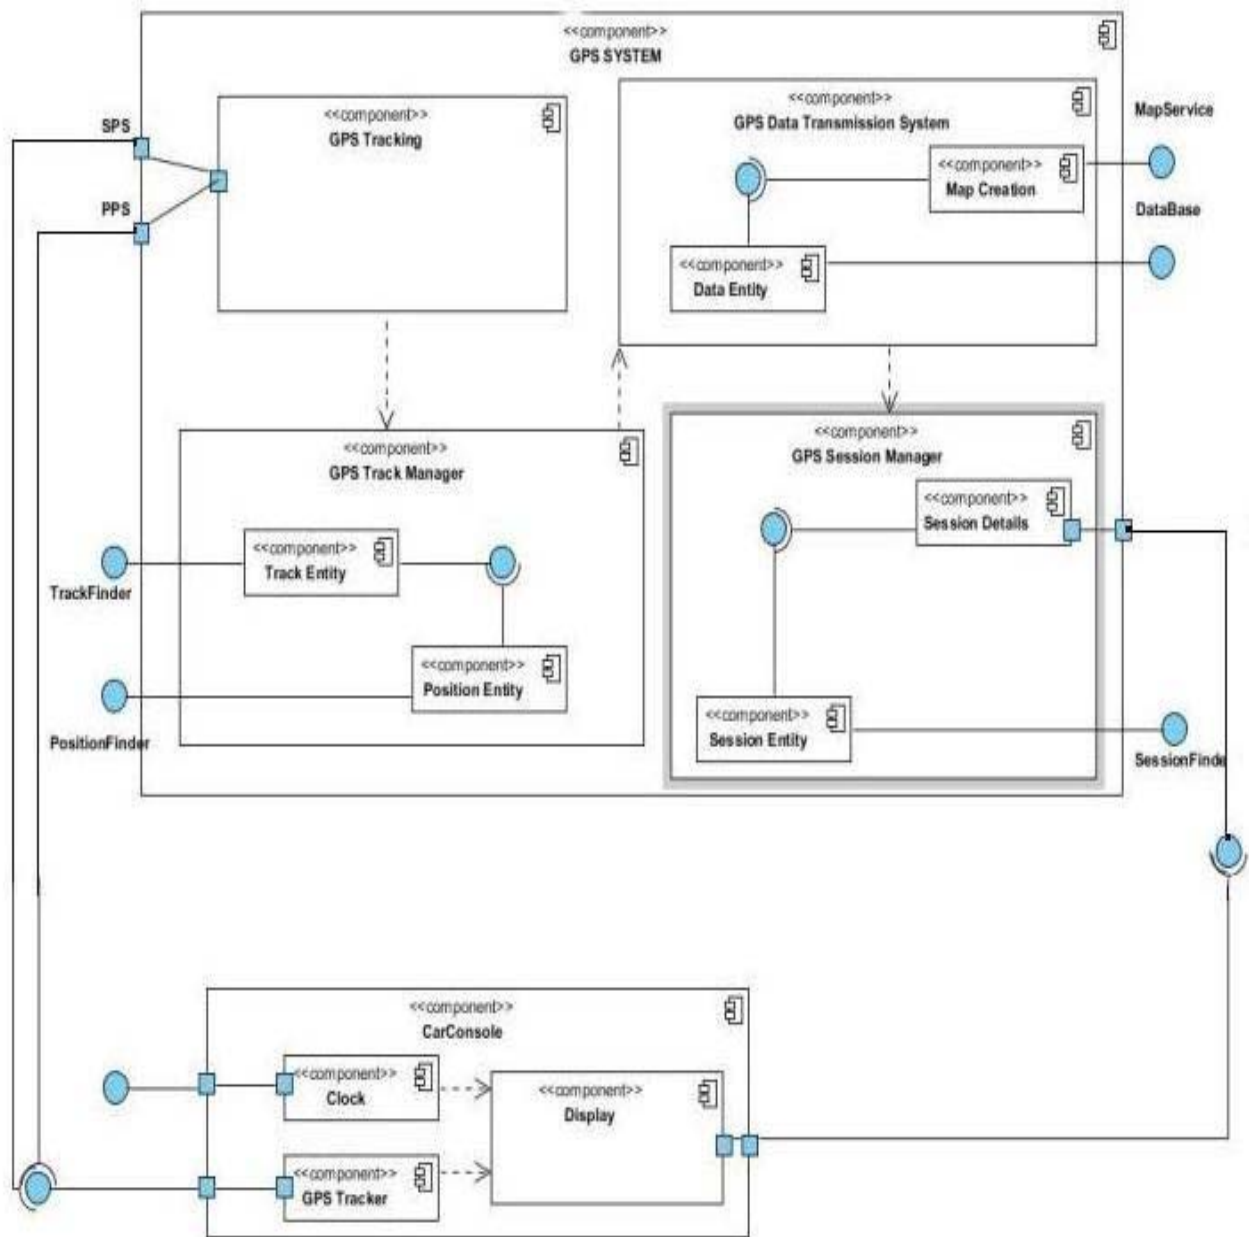 <<component>>
GPS SYSTEM
<<component>>
GPS Tracking
<<component>>
GPS Data Transmission System
SPS
PPS
<<component>>
Map Creation
MapService
DataBase
<<component>>
Data Entity
<<component>>
GPS Track Manager
<<component>>
GPS Session Manager
<<component>>
Track Entity
<<component>>
Session Details
TrackFinder
<<component>>
Position Entity
PositionFinder
<<component>>
Session Entity
SessionFinde
<<component>>
CarConsole
<<component>>
Clock
<<component>>
Display
<<component>>
GPS Tracker